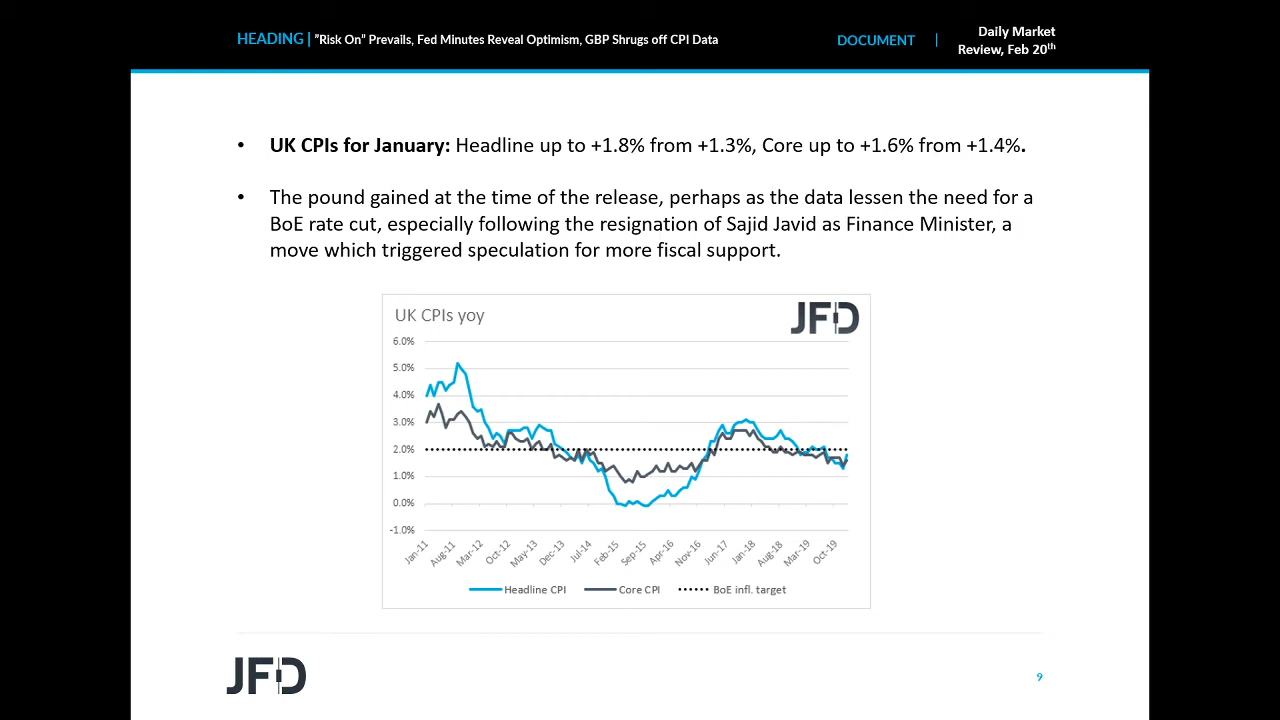 HEADING | ”Risk On” Prevails, Fed Minutes Reveal Optimism, GBP Shrugs off CPI Data
DOCUMENT |
Daily Market
Review, Feb 20th
• UK CPIs for January: Headline up to +1.8% from +1.3%, Core up to +1.6% from +1.4%.
• The pound gained at the time of the release, perhaps as the data lessen the need for a
BoE rate cut, especially following the resignation of Sajid Javid as Finance Minister, a
move which triggered speculation for more fiscal support.
UK CPIs yoy
JFD
6.0%
5.0%
4.0%
3.0%
2.0%
1.0%
0.0%
-1.0%
Jan-11
Aug-11
Mar-12
Oct-12
May-13
Dec-13
Jul-14
Feb-15
Sep-15
Apr-16
Nov-16
Jun-17
Jan-18
Aug-18
Mar-19
Oct-19
Headline CPI
Core CPI
BoE infl. target
JFD
9